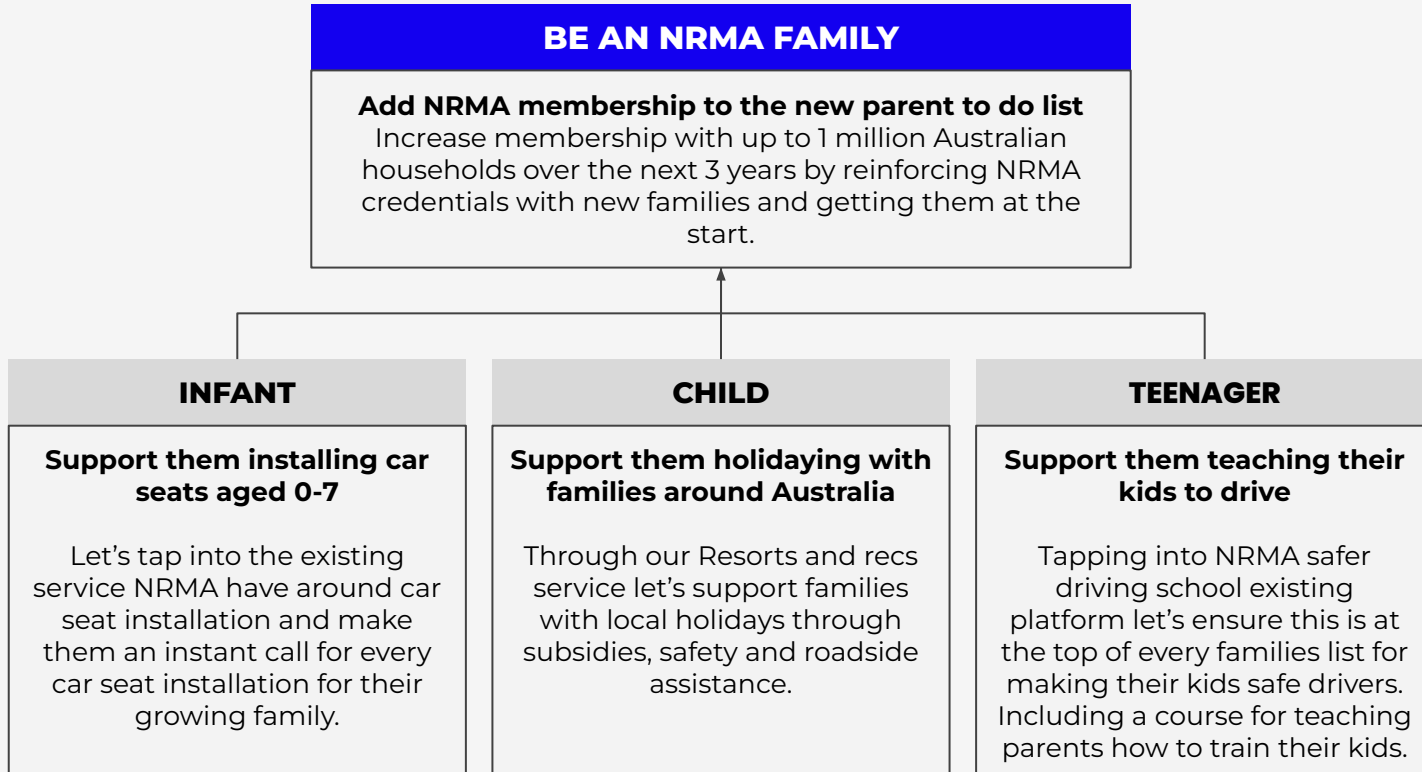 BE AN NRMA FAMILY
Add NRMA membership to the new parent to do list
Increase membership with up to 1 million Australian
households over the next 3 years by reinforcing NRMA
credentials with new families and getting them at the
start.
INFANT
Support them installing car
seats aged 0-7
Let’s tap into the existing
service NRMA have around car
seat installation and make
them an instant call for every
car seat installation for their
growing family.
CHILD
Support them holidaying with
families around Australia
Through our Resorts and recs
service let’s support families
with local holidays through
subsidies, safety and roadside
assistance.
TEENAGER
Support them teaching their
kids to drive
Tapping into NRMA safer
driving school existing
platform let’s ensure this is at
the top of every families list for
making their kids safe drivers.
Including a course for teaching
parents how to train their kids.